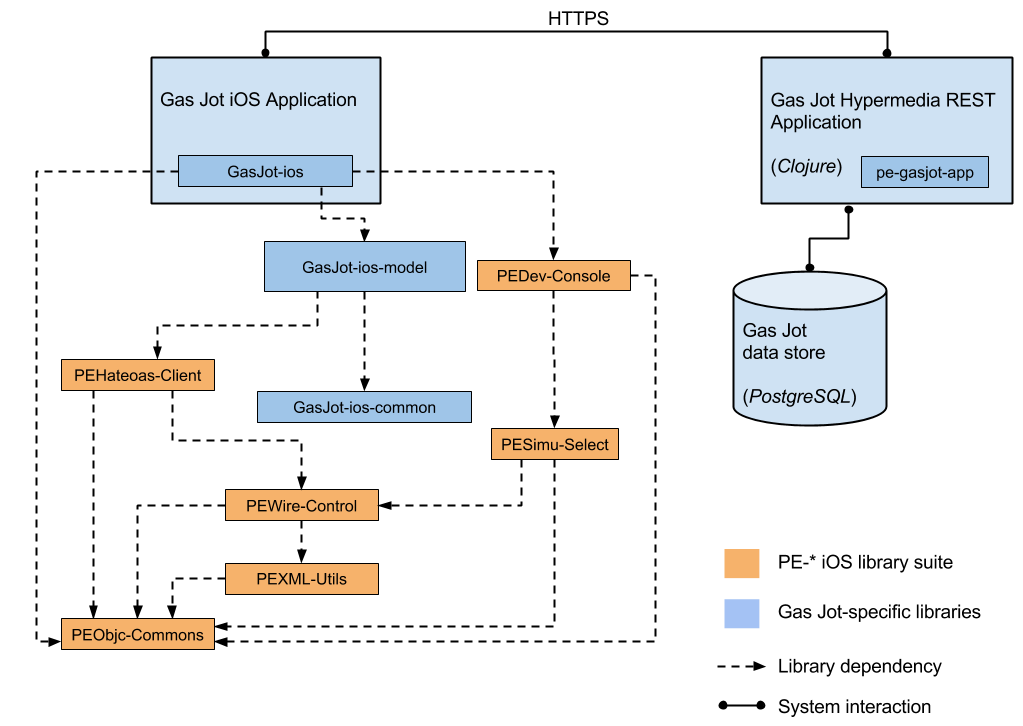 HTTPS
Gas Jot iOS Application
GasJot-ios
Gas Jot Hypermedia REST
Application
(Clojure)
pe-gasjot-app
GasJot-ios-model
PEDev-Console
Gas Jot
data store
(PostgreSQL)
PEHateoas-Client
GasJot-ios-common
PESimu-Select
PEWire-Control
PEXML-Utils
PEObjc-Commons
PE-* iOS library suite
Gas Jot-specific libraries
Library dependency
System interaction